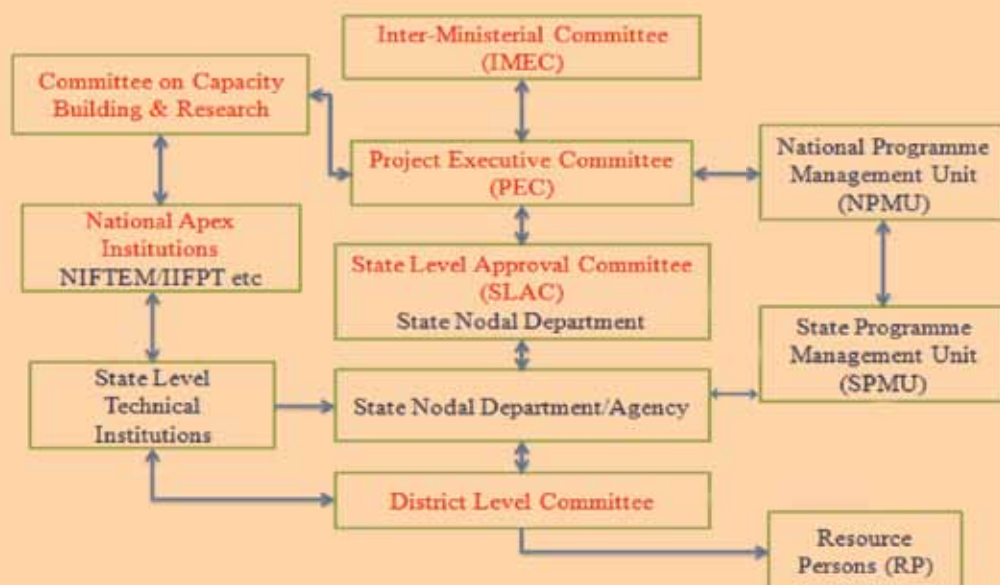 Inter-Ministerial Committee
(IMEC)
Committee on Capacity
Building & Research
Project Executive Committee
(PEC)
National Programme
Management Unit
(NPMU)
National Apex
Institutions
NIFTEM/IIFPT etc
State Level Approval Committee
(SLAC)
State Nodal Department
State Programme
Management Unit
(SPMU)
State Level
Technical
Institutions
State Nodal Department/Agency
District Level Committee
Resource
Persons (RP)